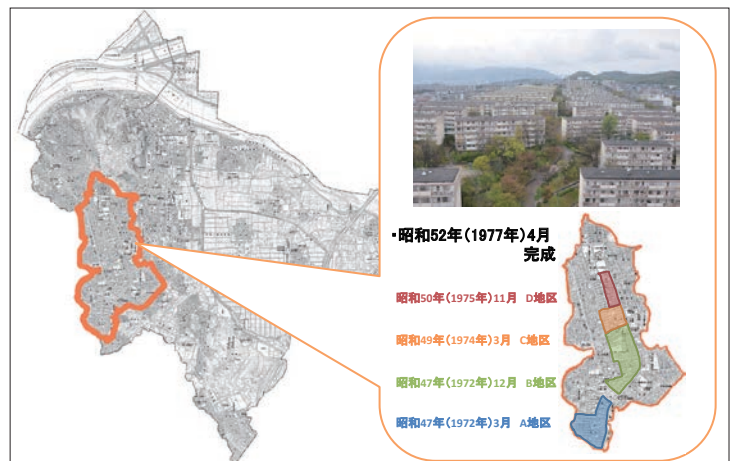 ・昭和52年(1977年)4月
完成
昭和50年(1975年)11月 D地区
昭和49年(1974年)3月 C地区
昭和47年(1972年)12月 B地区
昭和47年(1972年)3月 A地区